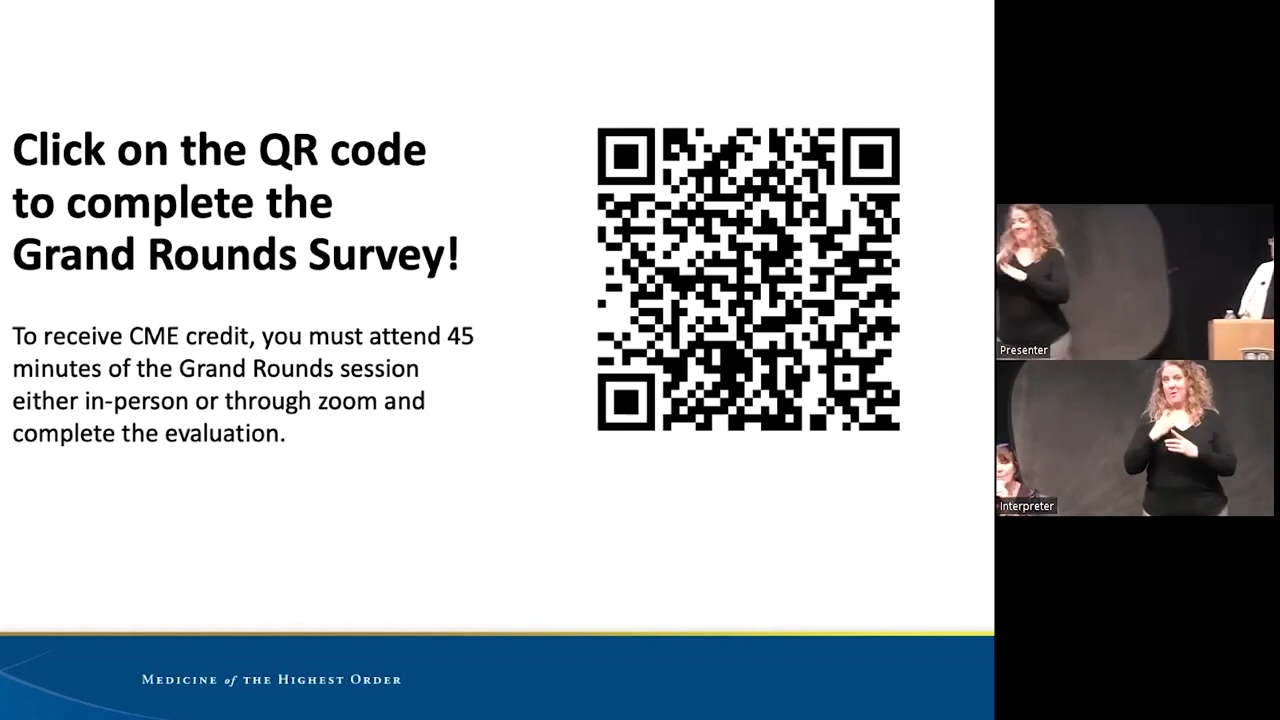 Click on the QR code
to complete the
Grand Rounds Survey!
To receive CME credit, you must attend 45
minutes of the Grand Rounds session
either in-person or through zoom and
complete the evaluation.
Medicine of the Highest Order
Presenter
Interpreter